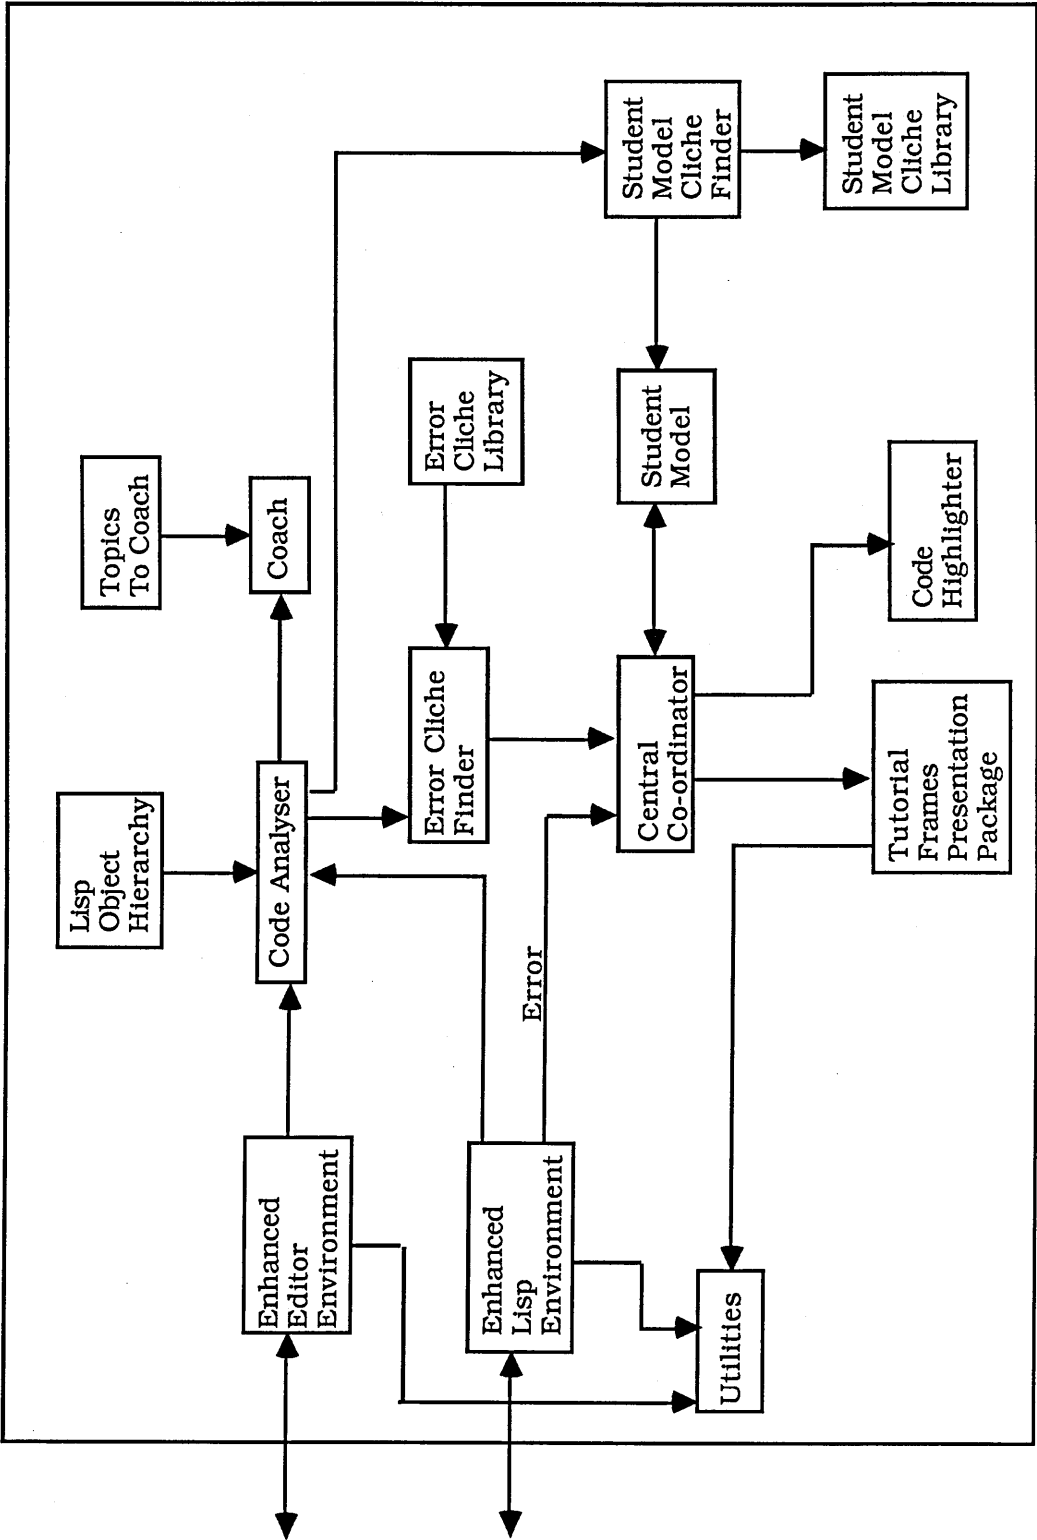 Topics
To Coach
Lisp
Object
Hierarchy
Coach
Code Analyser
Enhanced
Editor
Environment
Error
Cliche
Library
Error Cliche
Finder
Student
Model
Cliche
Finder
Enhanced
Lisp
Environment
Error
Student
Model
Central
Co-ordinator
Student
Model
Cliche
Library
Utilities
Code
Highlighter
Tutorial
Frames
Presentation
Package